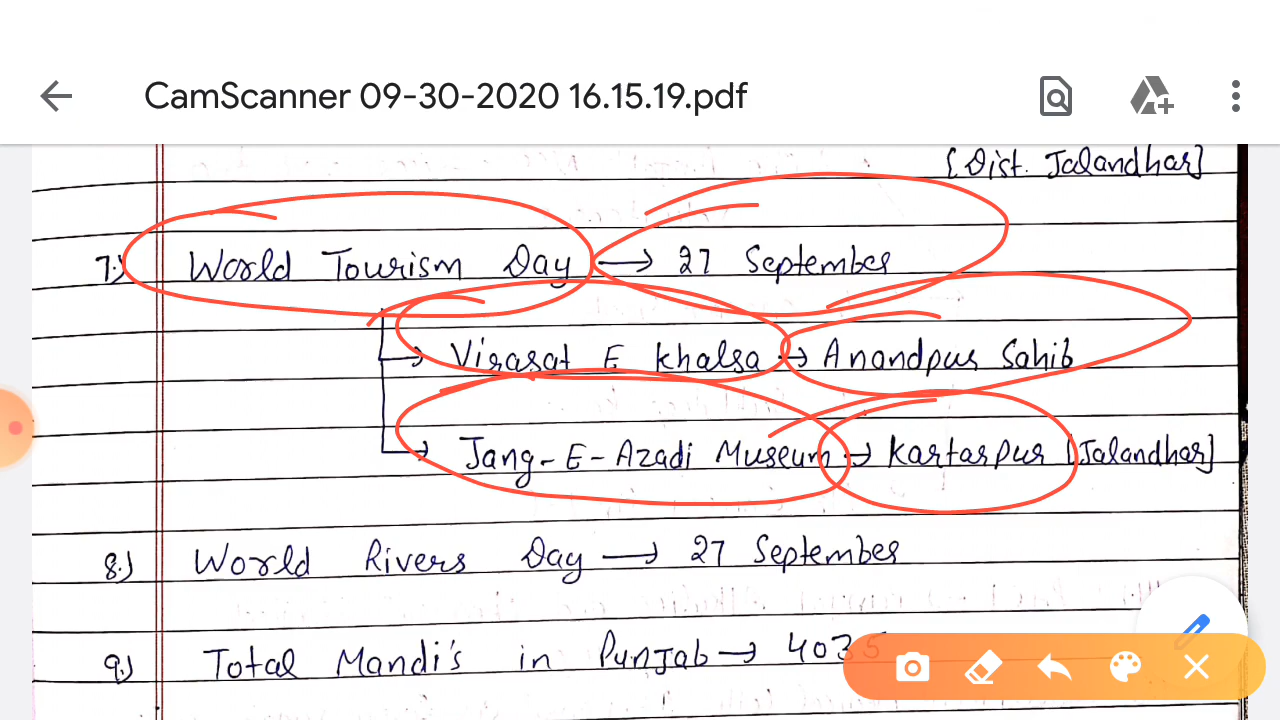 CamScanner 09-30-2020 16.15.19.pdf
[Dist. Jalandhar]
7.) World Tourism Day → 27 September
→ Virasat E Khalsa → Anandpur Sahib
→ Jang-E-Azadi Museum → Kartarpur [Jalandhar]
8.) World Rivers Day → 27 September
9.) Total Mandi's in Punjab → 4035